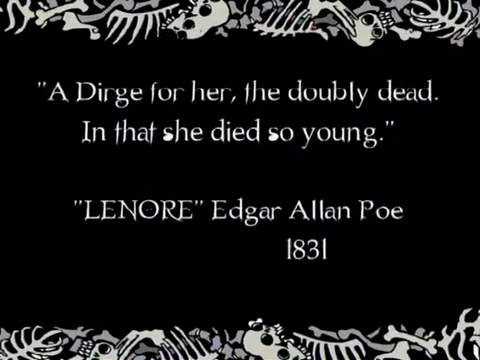 "A Dirge for her, the doubly dead.
In that she died so young."
"LENORE" Edgar Allan Poe
1831